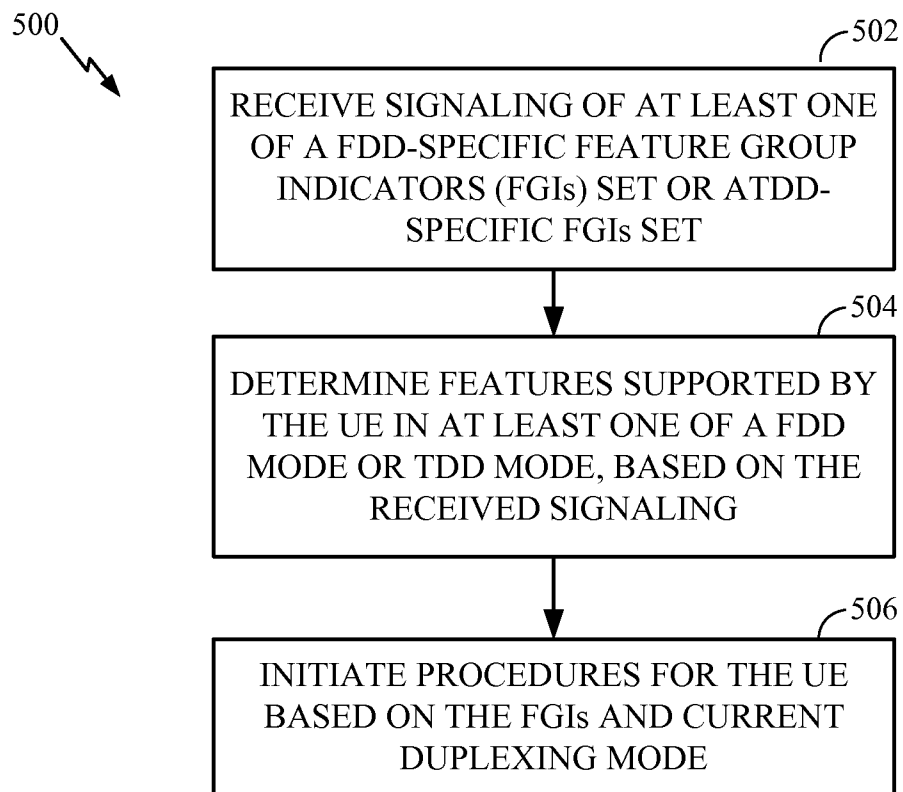 500
502
RECEIVE SIGNALING OF AT LEAST ONE
OF A FDD-SPECIFIC FEATURE GROUP
INDICATORS (FGIs) SET OR ATDD-
SPECIFIC FGIs SET
504
DETERMINE FEATURES SUPPORTED BY
THE UE IN AT LEAST ONE OF A FDD
MODE OR TDD MODE, BASED ON THE
RECEIVED SIGNALING
506
INITIATE PROCEDURES FOR THE UE
BASED ON THE FGIs AND CURRENT
DUPLEXING MODE